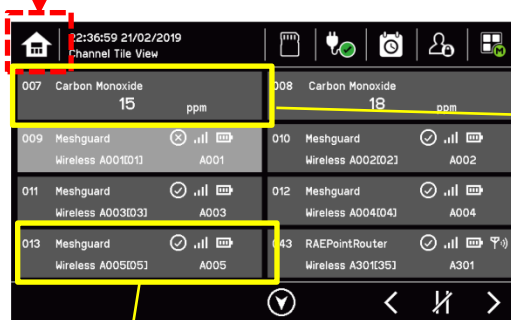 22:36:59 21/02/2019
Channel Tile View
007 Carbon Monoxide
15 ppm
008 Carbon Monoxide
18 ppm
009 Meshguard
Wireless A001[01] A001
010 Meshguard
Wireless A002[02] A002
011 Meshguard
Wireless A003[03] A003
012 Meshguard
Wireless A004[04] A004
013 Meshguard
Wireless A005[05] A005
043 RAEPointRouter
Wireless A301[35] A301